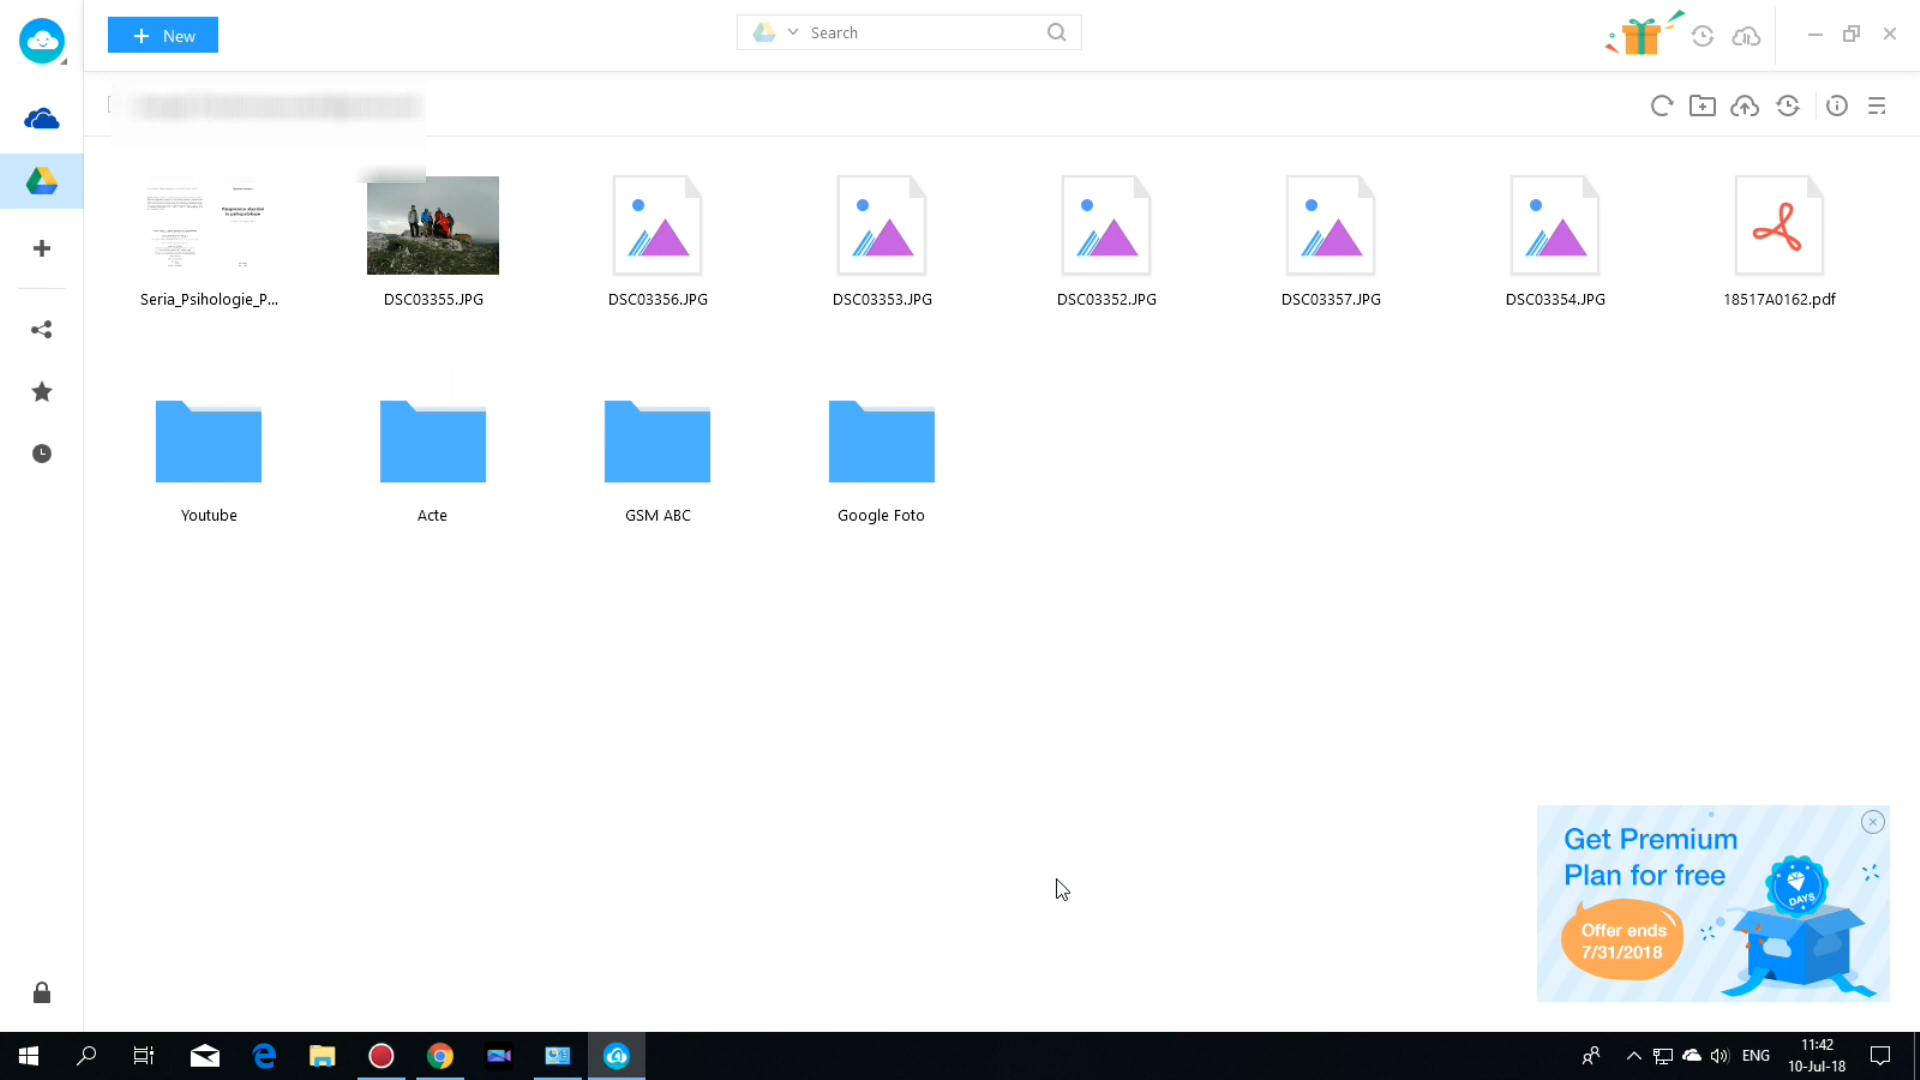 New
Search
Seria_Psihologie_P...
DSC03355.JPG
DSC03356.JPG
DSC03353.JPG
DSC03352.JPG
DSC03357.JPG
DSC03354.JPG
18517A0162.pdf
Youtube
Acte
GSM ABC
Google Foto
Get Premium
Plan for free
DAYS
Offer ends
7/31/2018
ENG
11:42
10-Jul-18